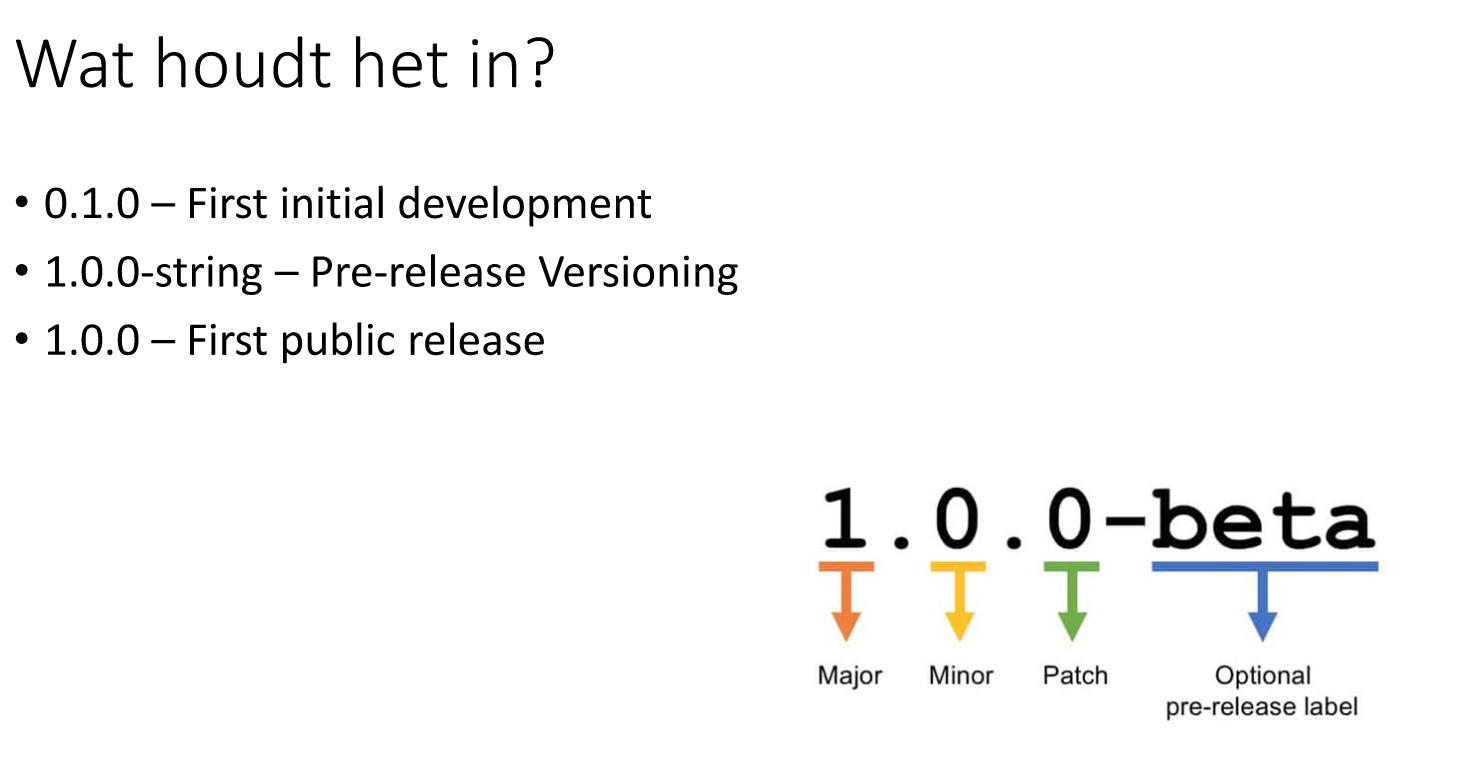 Wat houdt het in?
• 0.1.0 – First initial development
• 1.0.0-string – Pre-release Versioning
• 1.0.0 – First public release
1.0.0-beta
Major Minor Patch Optional
pre-release label